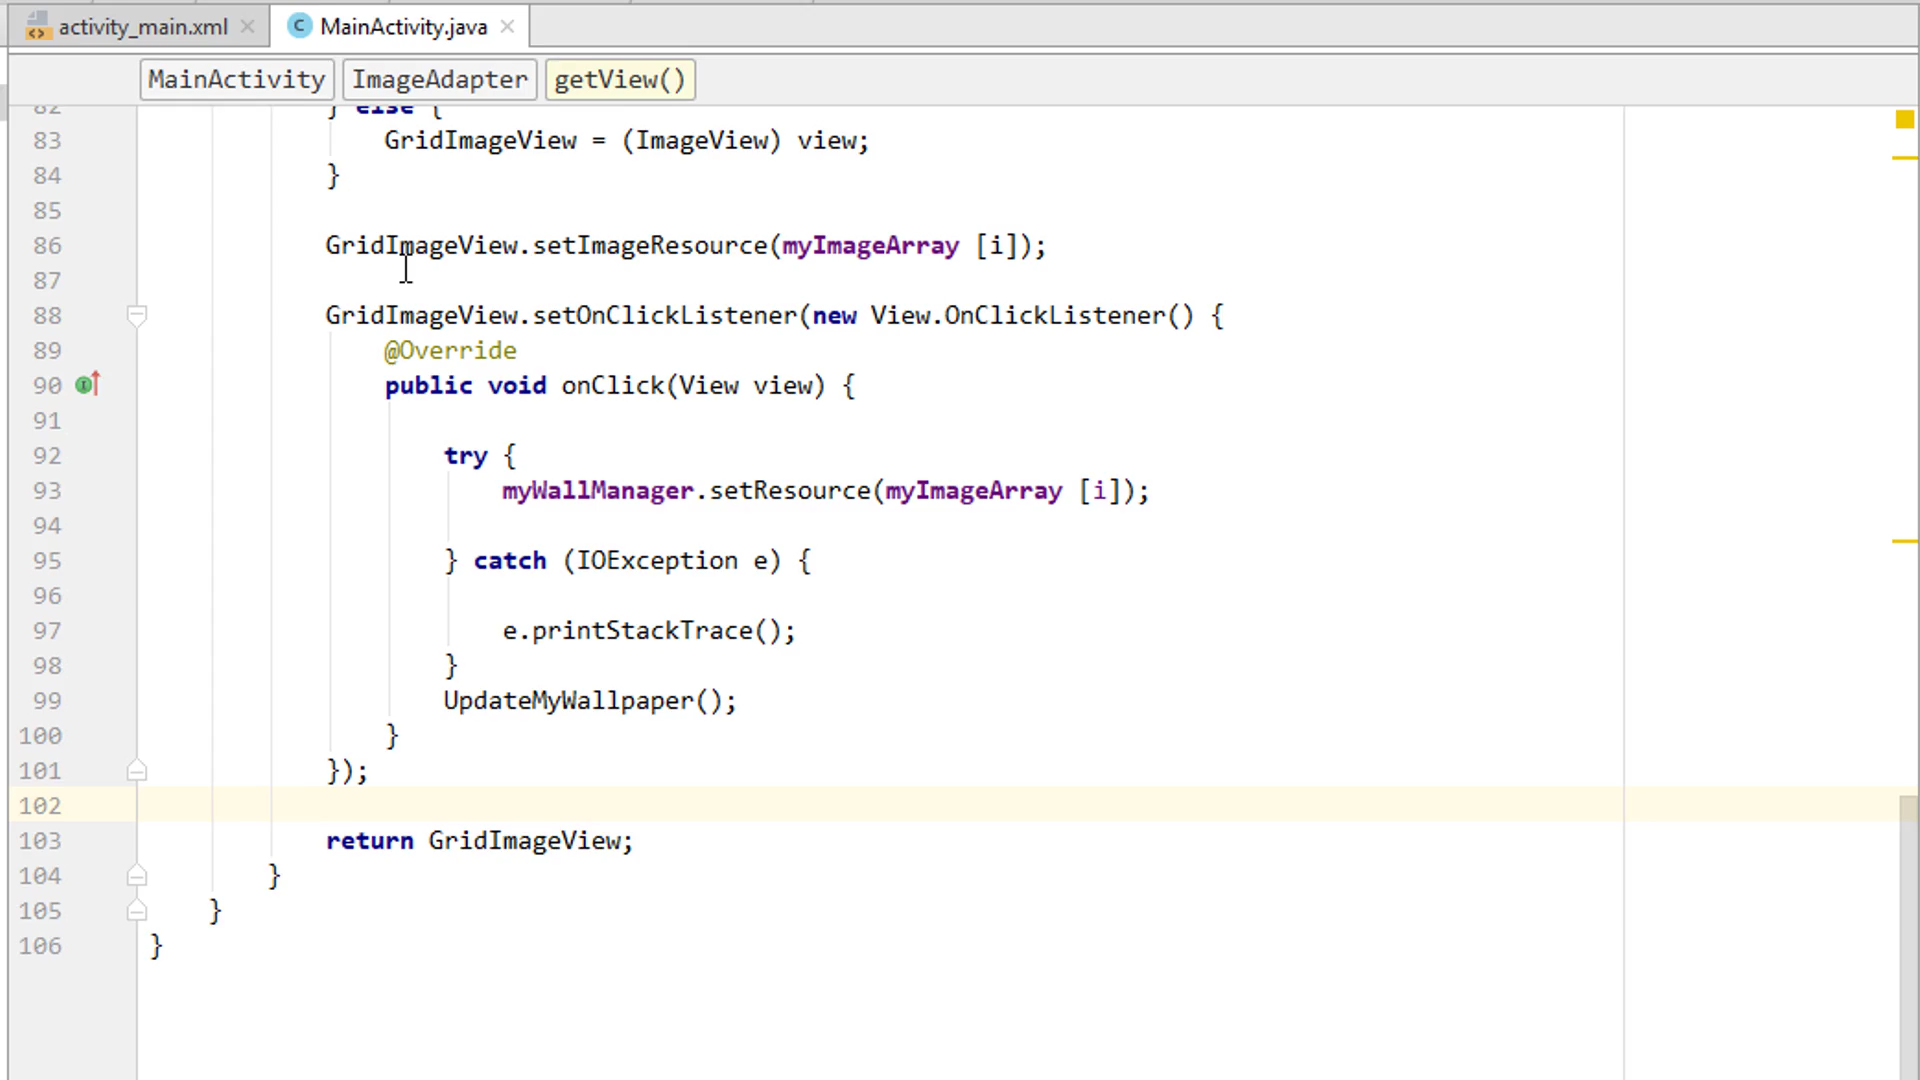 activity_main.xml
MainActivity.java
MainActivity
ImageAdapter
getView()
82 } else {
83 GridImageView = (ImageView) view;
84 }
85
86 GridImageView.setImageResource(myImageArray [i]);
87
88 GridImageView.setOnClickListener(new View.OnClickListener() {
89 @Override
90 public void onClick(View view) {
91
92 try {
93 myWallManager.setResource(myImageArray [i]);
94
95 } catch (IOException e) {
96
97 e.printStackTrace();
98 }
99 UpdateMyWallpaper();
100 }
101 });
102
103 return GridImageView;
104 }
105 }
106 }